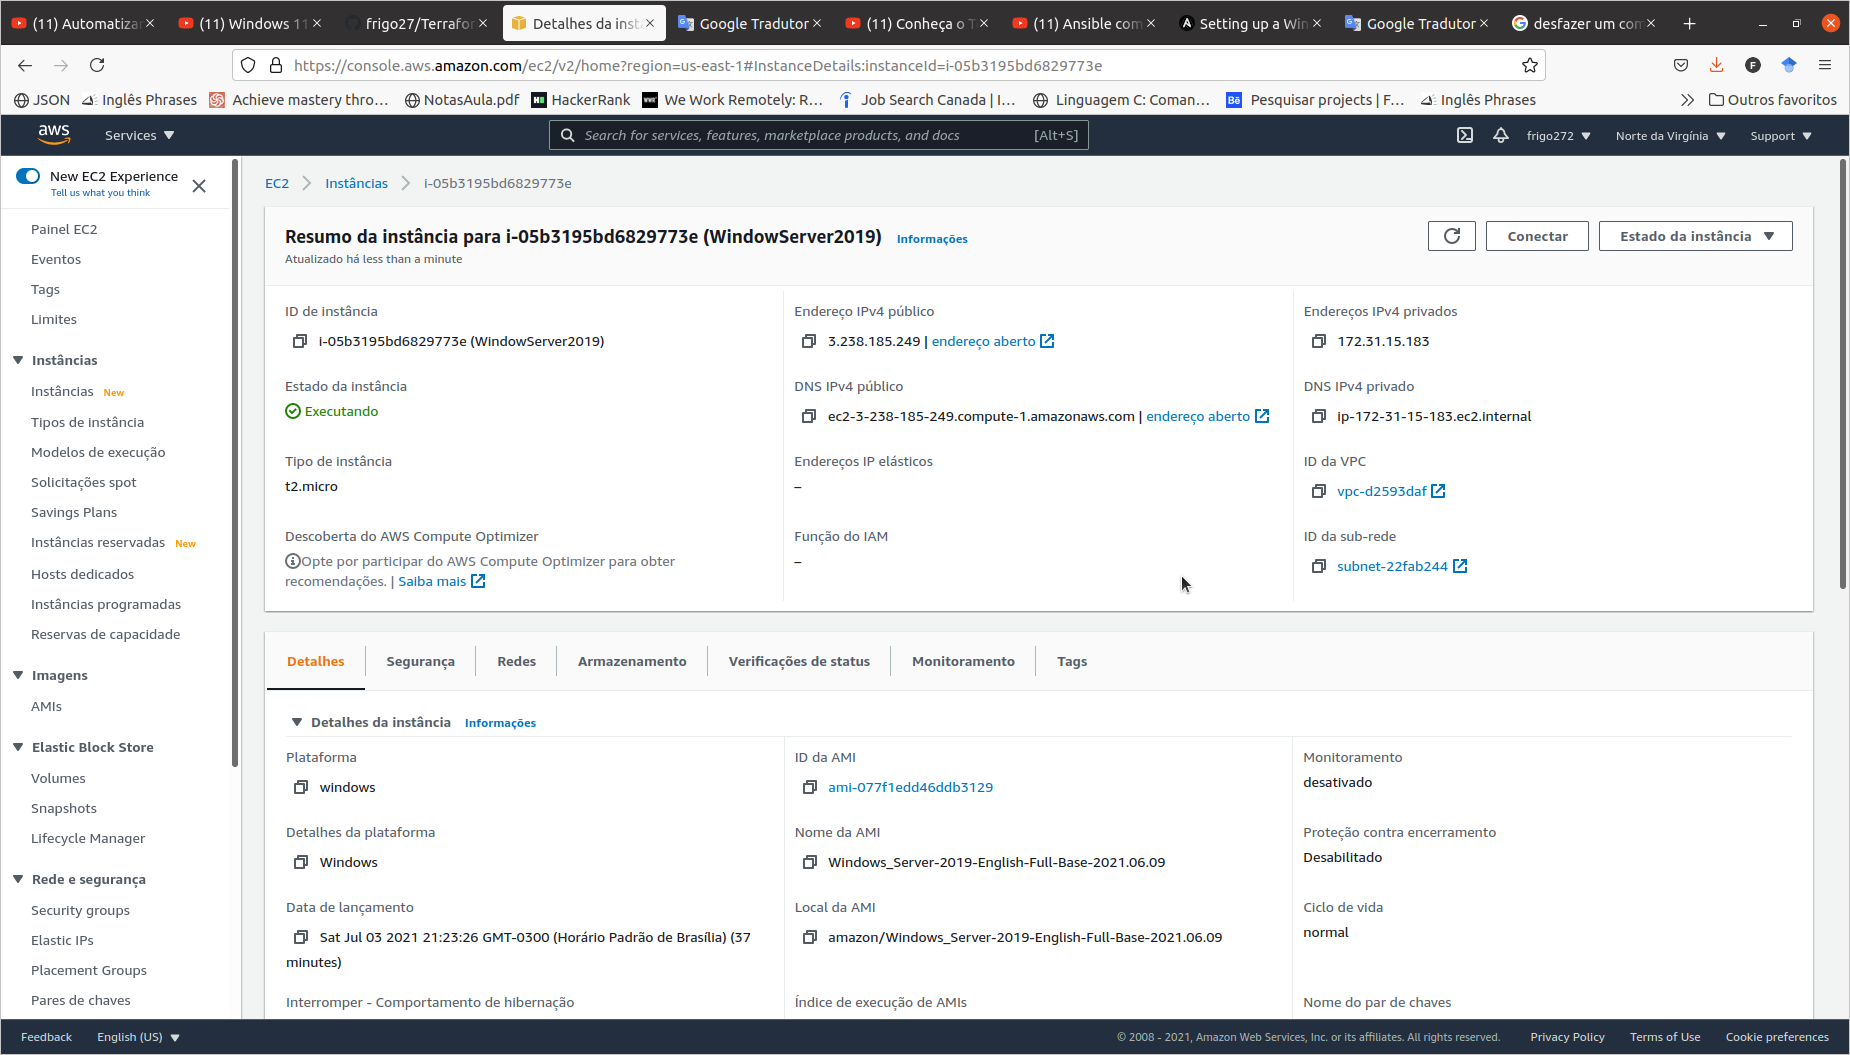 (11) Automatiza
(11) Windows 11
frigo27/Terrafor
Detalhes da inst
Google Tradutor
(11) Conheça o T
(11) Ansible com
Setting up a Win
Google Tradutor
desfazer um com
https://console.aws.amazon.com/ec2/v2/home?region=us-east-1#InstanceDetails:instanceId=i-05b3195bd6829773e
JSON
Inglês Phrases
Achieve mastery thro…
NotasAula.pdf
HackerRank
We Work Remotely: R…
Job Search Canada | I…
Linguagem C: Coman…
Pesquisar projects | F…
Inglês Phrases
Outros favoritos
aws
Services
Search for services, features, marketplace products, and docs
[Alt+S]
frigo272
Norte da Virgínia
Support
New EC2 Experience
Tell us what you think
Painel EC2
Eventos
Tags
Limites
Instâncias
Instâncias New
Tipos de instância
Modelos de execução
Solicitações spot
Savings Plans
Instâncias reservadas New
Hosts dedicados
Instâncias programadas
Reservas de capacidade
Imagens
AMIs
Elastic Block Store
Volumes
Snapshots
Lifecycle Manager
Rede e segurança
Security groups
Elastic IPs
Placement Groups
Pares de chaves
EC2
Instâncias
i-05b3195bd6829773e
Resumo da instância para i-05b3195bd6829773e (WindowServer2019) Informações
Atualizado há less than a minute
Conectar
Estado da instância
ID de instância
i-05b3195bd6829773e (WindowServer2019)
Endereço IPv4 público
3.238.185.249 | endereço aberto
Endereços IPv4 privados
172.31.15.183
Estado da instância
Executando
DNS IPv4 público
ec2-3-238-185-249.compute-1.amazonaws.com | endereço aberto
DNS IPv4 privado
ip-172-31-15-183.ec2.internal
Tipo de instância
t2.micro
Endereços IP elásticos
–
ID da VPC
vpc-d2593daf
Descoberta do AWS Compute Optimizer
Opte por participar do AWS Compute Optimizer para obter
recomendações. | Saiba mais
Função do IAM
–
ID da sub-rede
subnet-22fab244
Detalhes
Segurança
Redes
Armazenamento
Verificações de status
Monitoramento
Tags
Detalhes da instância Informações
Plataforma
windows
ID da AMI
ami-077f1edd46ddb3129
Monitoramento
desativado
Detalhes da plataforma
Windows
Nome da AMI
Windows_Server-2019-English-Full-Base-2021.06.09
Proteção contra encerramento
Desabilitado
Data de lançamento
Sat Jul 03 2021 21:23:26 GMT-0300 (Horário Padrão de Brasília) (37
minutes)
Local da AMI
amazon/Windows_Server-2019-English-Full-Base-2021.06.09
Ciclo de vida
normal
Interromper - Comportamento de hibernação
Índice de execução de AMIs
Nome do par de chaves
Feedback
English (US)
© 2008 - 2021, Amazon Web Services, Inc. or its affiliates. All rights reserved.
Privacy Policy
Terms of Use
Cookie preferences